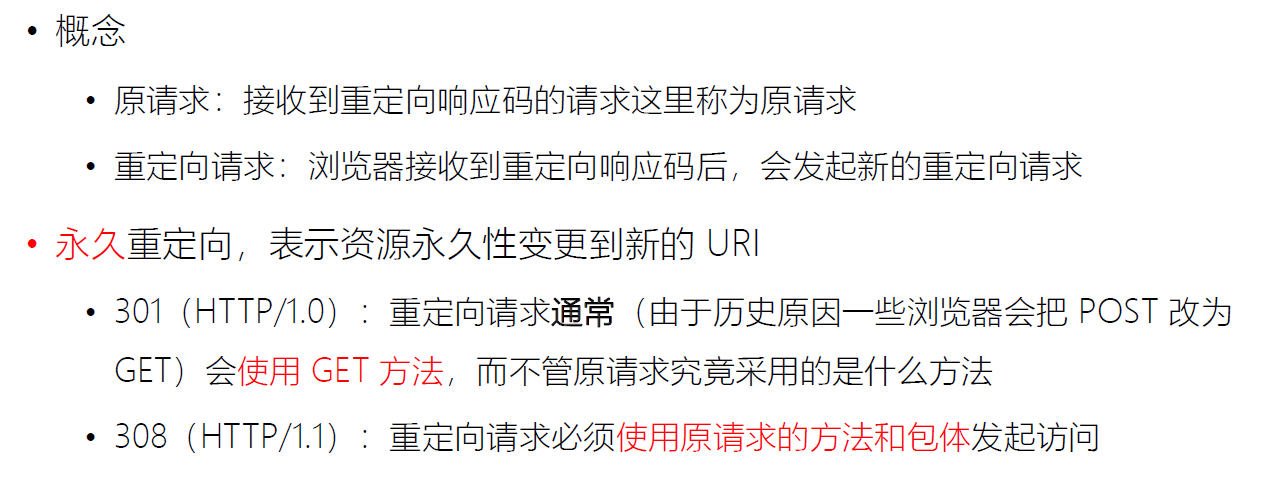 • 概念
• 原请求：接收到重定向响应码的请求这里称为原请求
• 重定向请求：浏览器接收到重定向响应码后，会发起新的重定向请求
• 永久重定向，表示资源永久性变更到新的 URI
• 301（HTTP/1.0）：重定向请求通常（由于历史原因一些浏览器会把 POST 改为
GET）会使用 GET 方法，而不管原请求究竟采用的是什么方法
• 308（HTTP/1.1）：重定向请求必须使用原请求的方法和包体发起访问